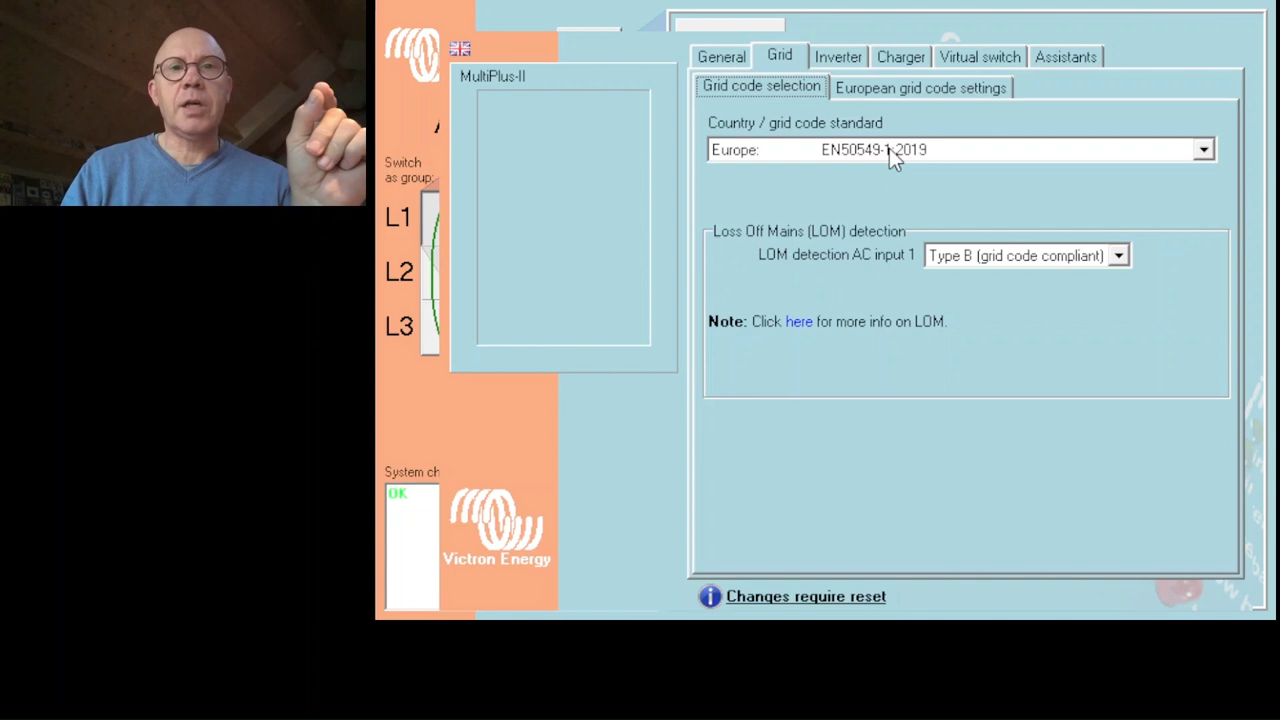 General
Grid
Inverter
Charger
Virtual switch
Assistants
Grid code selection
European grid code settings
MultiPlus-II
Country / grid code standard
Europe: EN50549-1:2019
Switch
as group:
L1
L2
L3
Loss Off Mains (LOM) detection
LOM detection AC input 1
Type B (grid code compliant)
Note: Click here for more info on LOM.
System ch
OK
Victron Energy
Changes require reset